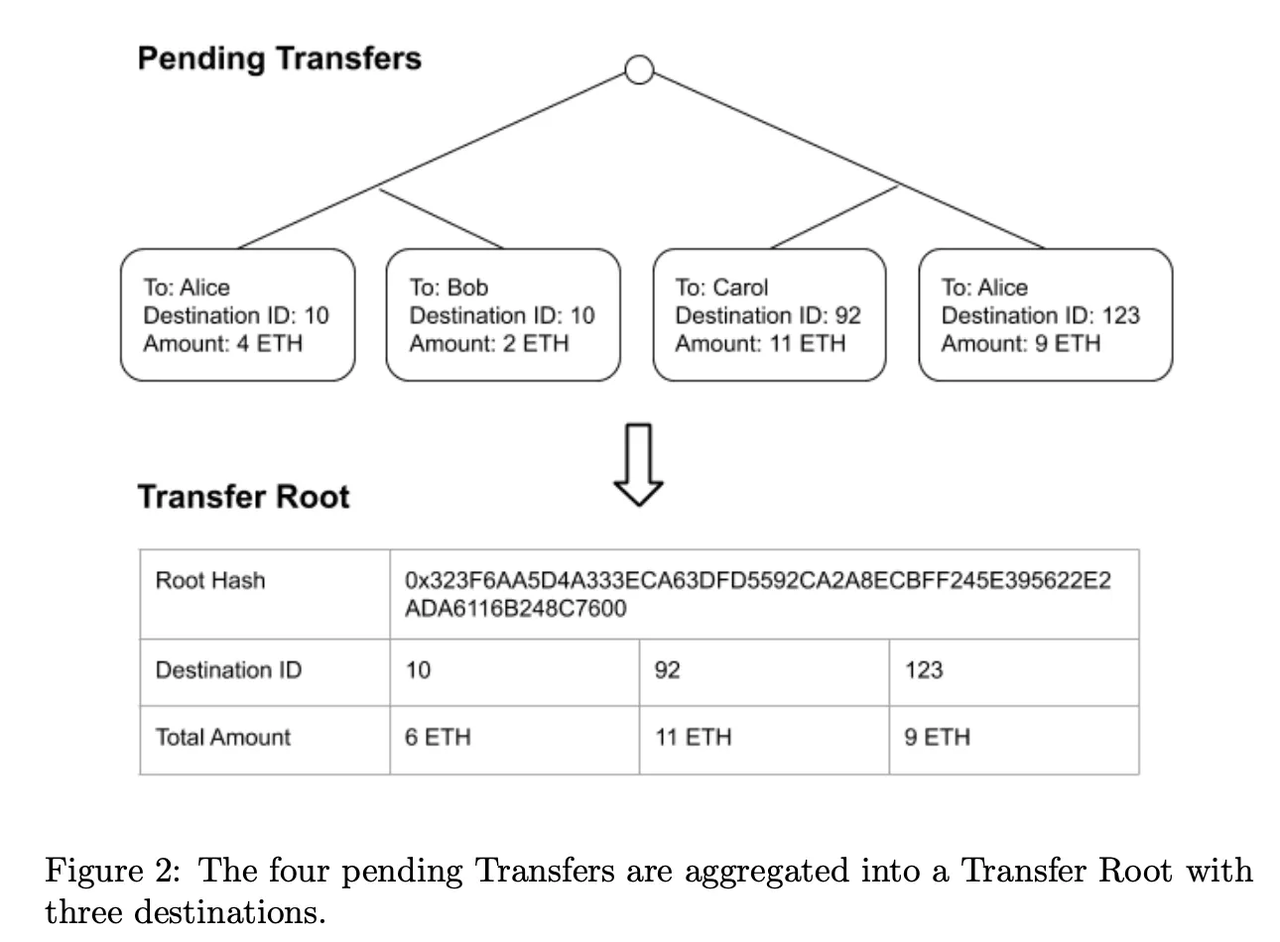 Pending Transfers
To: Alice
Destination ID: 10
Amount: 4 ETH
To: Bob
Destination ID: 10
Amount: 2 ETH
To: Carol
Destination ID: 92
Amount: 11 ETH
To: Alice
Destination ID: 123
Amount: 9 ETH
Transfer Root
Root Hash
0x323F6AA5D4A333ECA63DFD5592CA2A8ECBFF245E395622E2
ADA6116B248C7600
Destination ID 10 92 123
Total Amount 6 ETH 11 ETH 9 ETH
Figure 2: The four pending Transfers are aggregated into a Transfer Root with
three destinations.